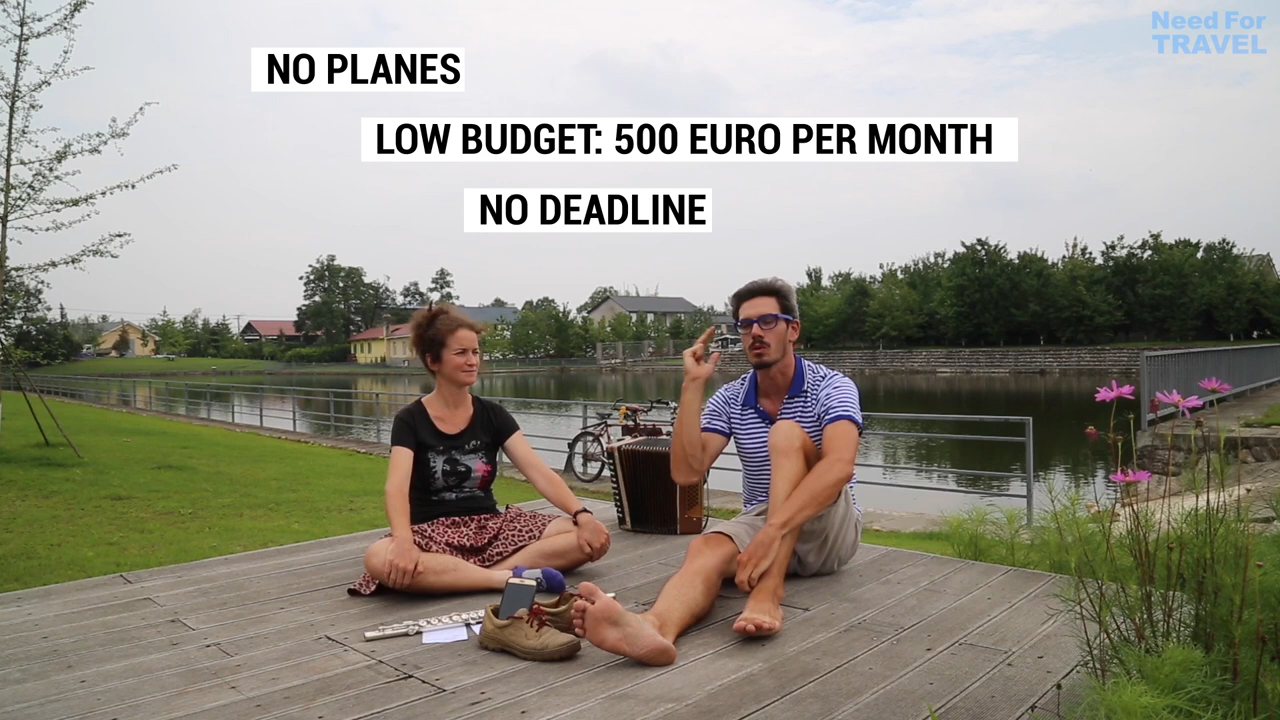 Need For
TRAVEL
NO PLANES
LOW BUDGET: 500 EURO PER MONTH
NO DEADLINE